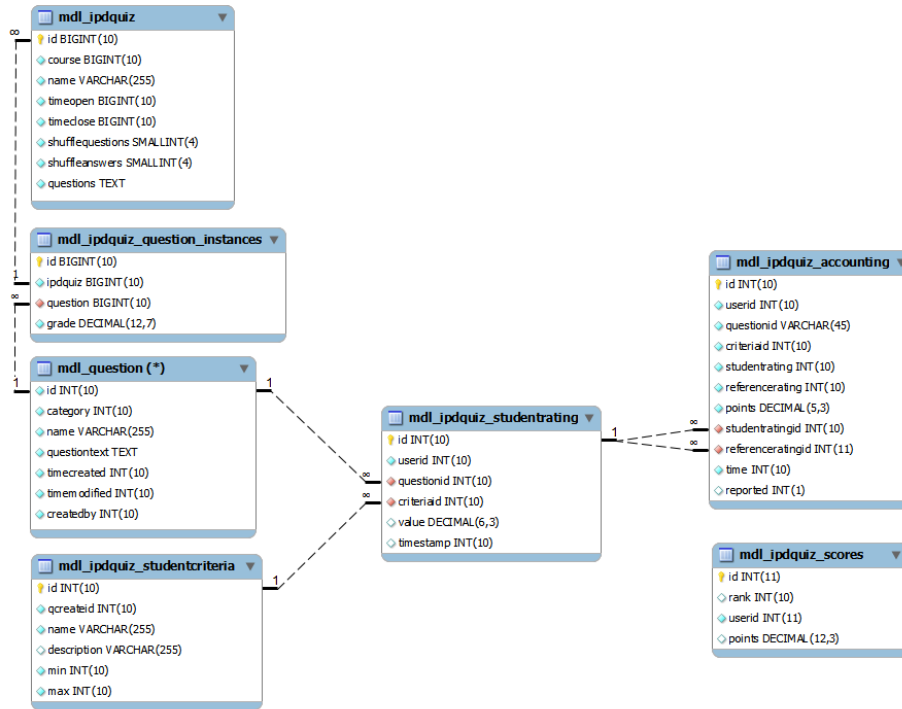 mdl_ipdquiz
id BIGINT(10)
course BIGINT(10)
name VARCHAR(255)
timeopen BIGINT(10)
timeclose BIGINT(10)
shufflequestions SMALLINT(4)
shuffleanswers SMALLINT(4)
questions TEXT
∞
1
mdl_ipdquiz_question_instances
id BIGINT(10)
ipdquiz BIGINT(10)
question BIGINT(10)
grade DECIMAL(12,7)
∞
1
mdl_question (*)
id INT(10)
category INT(10)
name VARCHAR(255)
questiontext TEXT
timecreated INT(10)
timemodified INT(10)
createdby INT(10)
1
mdl_ipdquiz_studentcriteria
id INT(10)
qcreateid INT(10)
name VARCHAR(255)
description VARCHAR(255)
min INT(10)
max INT(10)
1
mdl_ipdquiz_studentrating
id INT(10)
userid INT(10)
questionid INT(10)
criteriaid INT(10)
value DECIMAL(6,3)
timestamp INT(10)
∞
∞
1
mdl_ipdquiz_accounting
id INT(10)
userid INT(10)
questionid VARCHAR(45)
criteriaid INT(10)
studentrating INT(10)
referencerating INT(10)
points DECIMAL(5,3)
studentratingid INT(10)
referenceratingid INT(11)
time INT(10)
reported INT(1)
∞
∞
mdl_ipdquiz_scores
id INT(11)
rank INT(10)
userid INT(11)
points DECIMAL(12,3)